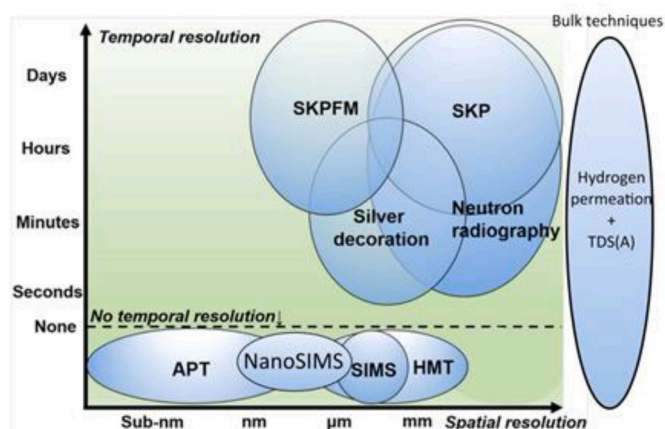 Bulk techniques
Temporal resolution
Days
SKPFM
SKP
Hours
Hydrogen
permeation
+
TDS(A)
Minutes
Silver
decoration
Neutron
radiography
Seconds
No temporal resolution↓
None
APT
NanoSIMS
SIMS
HMT
Sub-nm
nm
μm
mm
Spatial resolution